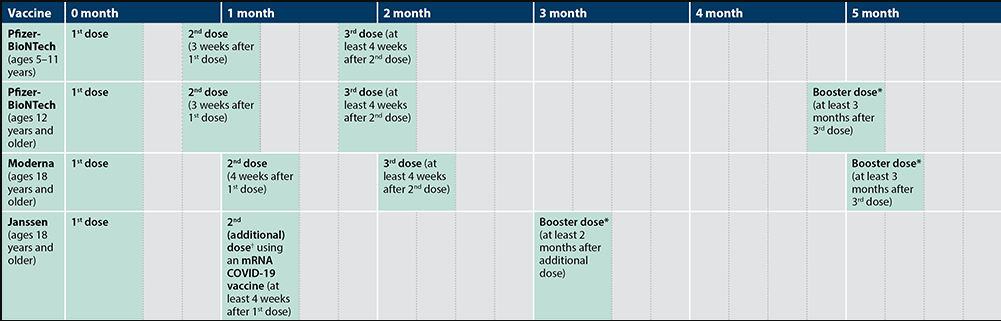 Vaccine 0 month 1 month 2 month 3 month 4 month 5 month
Pfizer-
BioNTech
(ages 5–11
years)
1st dose
2nd dose
(3 weeks after
1st dose)
3rd dose (at
least 4 weeks
after 2nd dose)
Pfizer-
BioNTech
(ages 12
years and
older)
1st dose
2nd dose
(3 weeks after
1st dose)
3rd dose (at
least 4 weeks
after 2nd dose)
Booster dose*
(at least 3
months after
3rd dose)
Moderna
(ages 18
years and
older)
1st dose
2nd dose
(4 weeks after
1st dose)
3rd dose (at
least 4 weeks
after 2nd dose)
Booster dose*
(at least 3
months after
3rd dose)
Janssen
(ages 18
years and
older)
1st dose
2nd
(additional)
dose† using
an mRNA
COVID-19
vaccine (at
least 4 weeks
after 1st dose)
Booster dose*
(at least 2
months after
additional
dose)